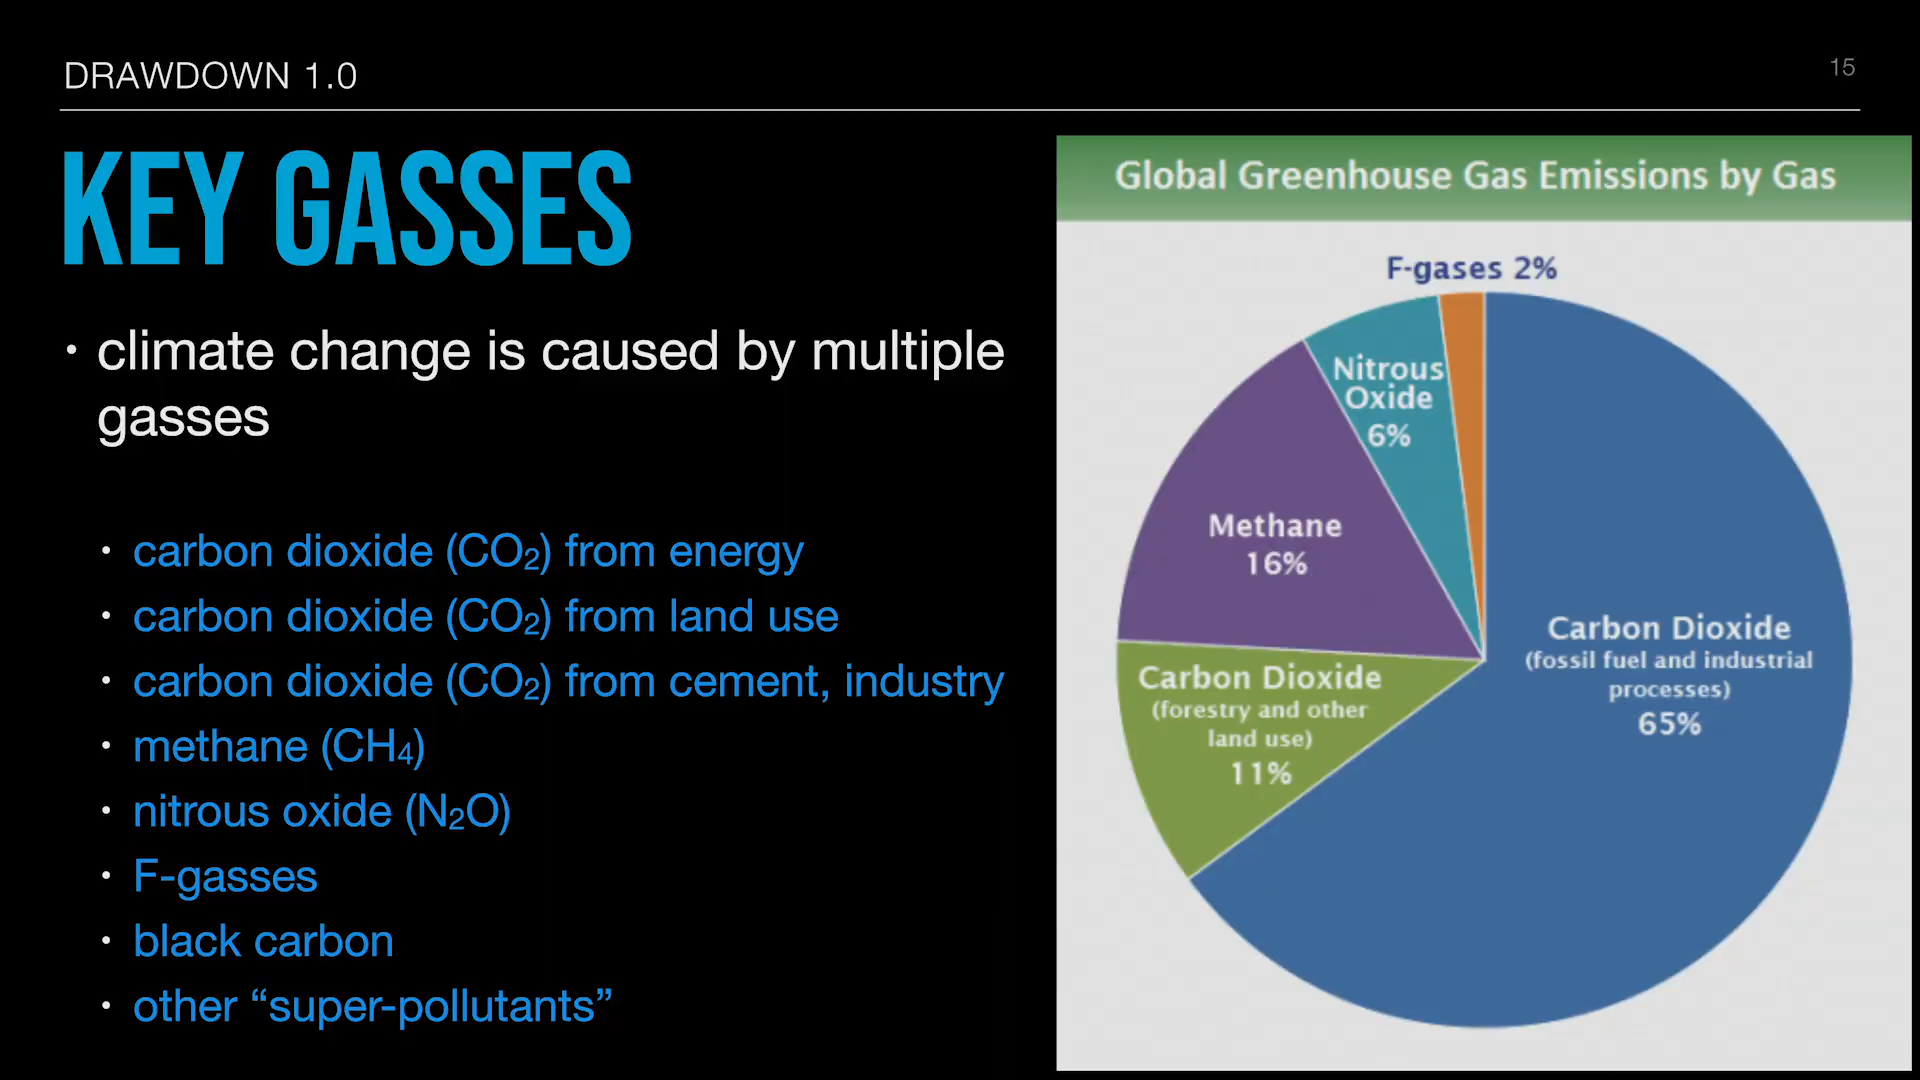 DRAWDOWN 1.0
15
KEY GASSES
• climate change is caused by multiple
gasses
• carbon dioxide (CO₂) from energy
• carbon dioxide (CO₂) from land use
• carbon dioxide (CO₂) from cement, industry
• methane (CH₄)
• nitrous oxide (N₂O)
• F-gasses
• black carbon
• other “super-pollutants”
Global Greenhouse Gas Emissions by Gas
F-gases 2%
Nitrous
Oxide
6%
Methane
16%
Carbon Dioxide
(forestry and other
land use)
11%
Carbon Dioxide
(fossil fuel and industrial
processes)
65%